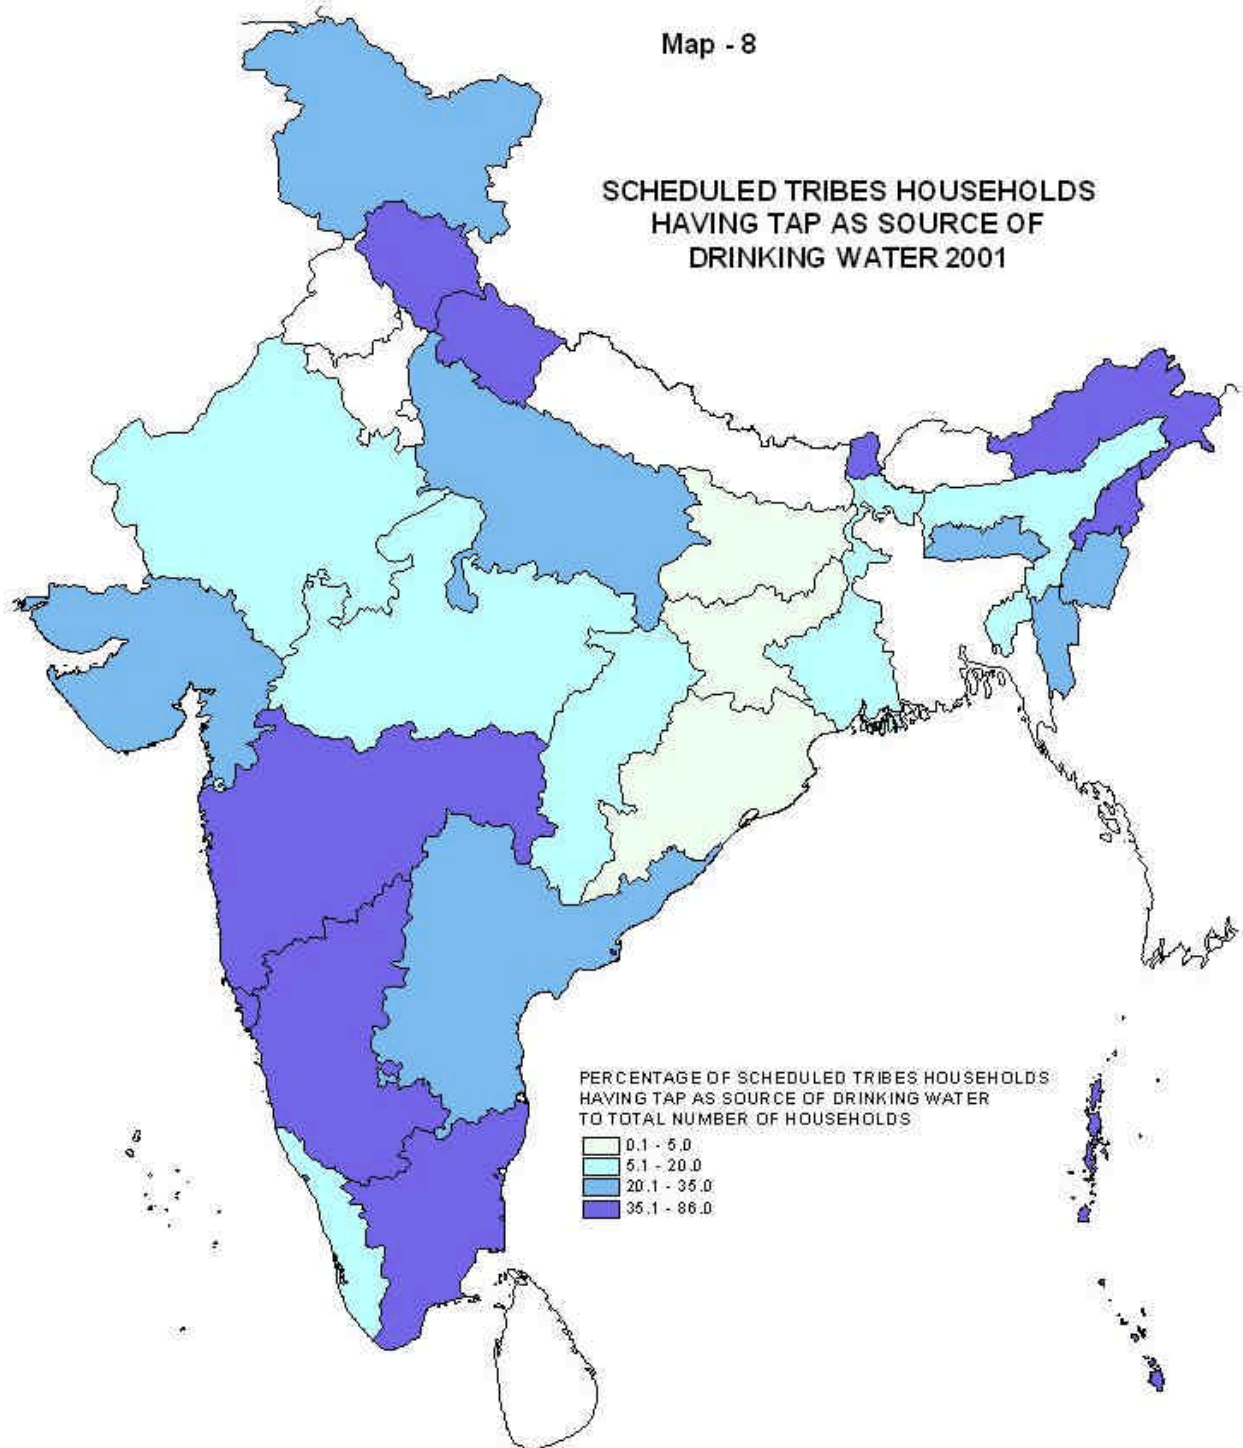 Map - 8
SCHEDULED TRIBES HOUSEHOLDS
HAVING TAP AS SOURCE OF
DRINKING WATER 2001
PERCENTAGE OF SCHEDULED TRIBES HOUSEHOLDS
HAVING TAP AS SOURCE OF DRINKING WATER
TO TOTAL NUMBER OF HOUSEHOLDS
0.1 - 5.0
5.1 - 20.0
20.1 - 35.0
35.1 - 86.0